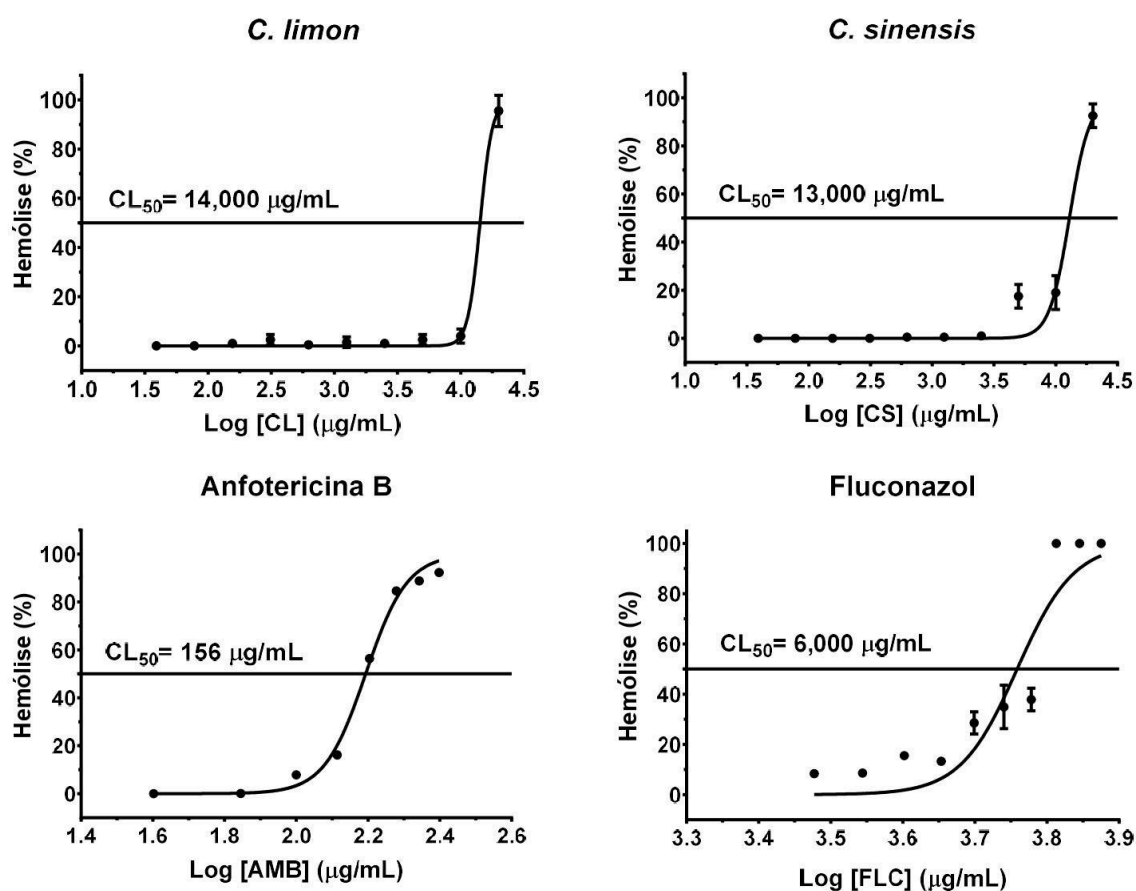 C. limon
Hemólise (%)
100
80
60
40
20
0
CL50= 14,000 μg/mL
1.0 1.5 2.0 2.5 3.0 3.5 4.0 4.5
Log [CL] (μg/mL)
C. sinensis
Hemólise (%)
100
80
60
40
20
0
CL50= 13,000 μg/mL
1.0 1.5 2.0 2.5 3.0 3.5 4.0 4.5
Log [CS] (μg/mL)
Anfotericina B
Hemólise (%)
100
80
60
40
20
0
CL50= 156 μg/mL
1.4 1.6 1.8 2.0 2.2 2.4 2.6
Log [AMB] (μg/mL)
Fluconazol
Hemólise (%)
100
80
60
40
20
0
CL50= 6,000 μg/mL
3.3 3.4 3.5 3.6 3.7 3.8 3.9
Log [FLC] (μg/mL)